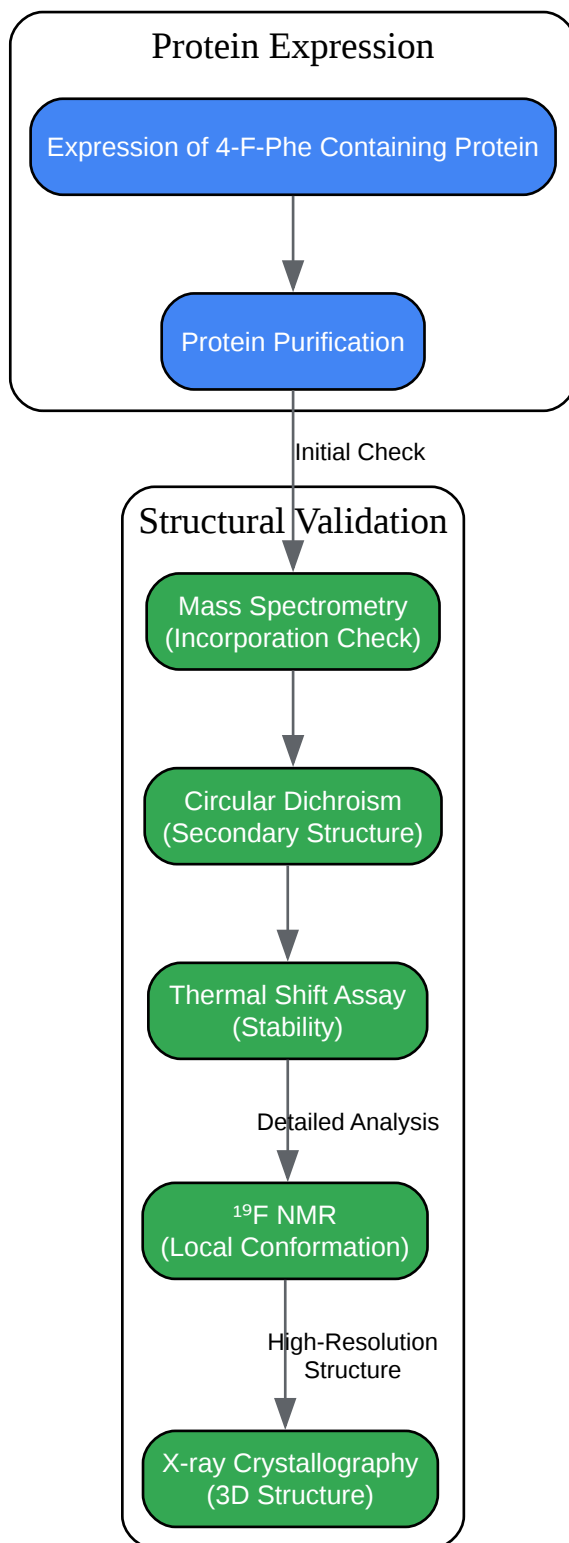 Protein Expression
Expression of 4-F-Phe Containing Protein
Protein Purification
Initial Check
Structural Validation
Mass Spectrometry
(Incorporation Check)
Circular Dichroism
(Secondary Structure)
Thermal Shift Assay
(Stability)
Detailed Analysis
¹⁹F NMR
(Local Conformation)
High-Resolution
Structure
X-ray Crystallography
(3D Structure)